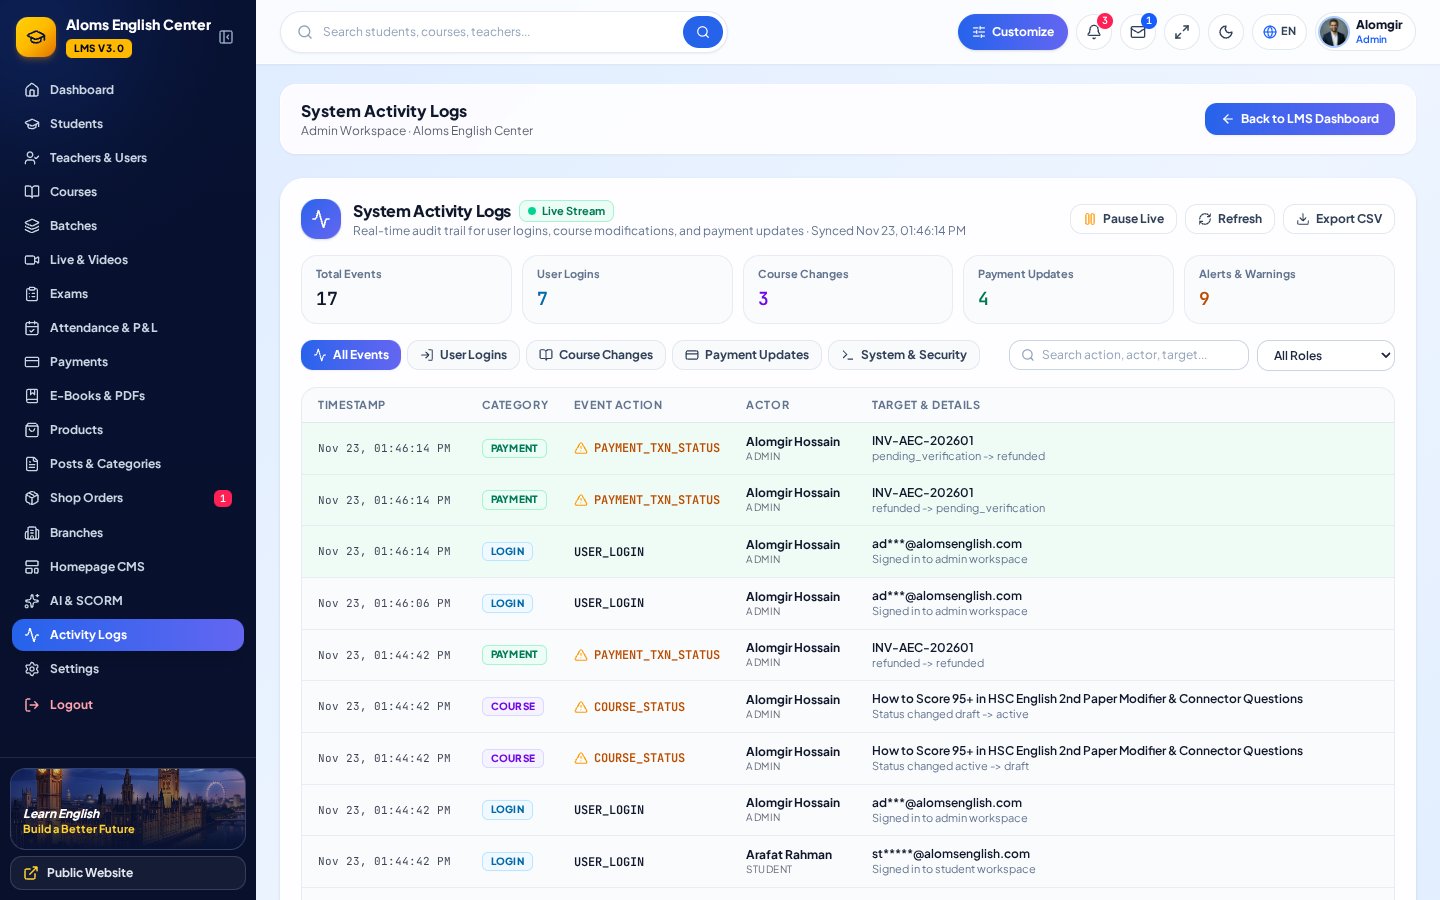 Aloms English Center
LMS V3.0
Dashboard
Students
Teachers & Users
Courses
Batches
Live & Videos
Exams
Attendance & P&L
Payments
E-Books & PDFs
Products
Posts & Categories
Shop Orders 1
Branches
Homepage CMS
AI & SCORM
Activity Logs
Settings
Logout
Learn English
Build a Better Future
Public Website
Search students, courses, teachers...
Customize
3
1
EN
Alomgir
Admin
System Activity Logs
Admin Workspace · Aloms English Center
Back to LMS Dashboard
System Activity Logs Live Stream
Real-time audit trail for user logins, course modifications, and payment updates · Synced Nov 23, 01:46:14 PM
Pause Live Refresh Export CSV
Total Events
17
User Logins
7
Course Changes
3
Payment Updates
4
Alerts & Warnings
9
All Events User Logins Course Changes Payment Updates System & Security
Search action, actor, target...
All Roles
TIMESTAMP CATEGORY EVENT ACTION ACTOR TARGET & DETAILS
Nov 23, 01:46:14 PM PAYMENT PAYMENT_TXN_STATUS Alomgir Hossain INV-AEC-202601
ADMIN pending_verification -> refunded
Nov 23, 01:46:14 PM PAYMENT PAYMENT_TXN_STATUS Alomgir Hossain INV-AEC-202601
ADMIN refunded -> pending_verification
Nov 23, 01:46:14 PM LOGIN USER_LOGIN Alomgir Hossain ad***@alomsenglish.com
ADMIN Signed in to admin workspace
Nov 23, 01:46:06 PM LOGIN USER_LOGIN Alomgir Hossain ad***@alomsenglish.com
ADMIN Signed in to admin workspace
Nov 23, 01:44:42 PM PAYMENT PAYMENT_TXN_STATUS Alomgir Hossain INV-AEC-202601
ADMIN refunded -> refunded
Nov 23, 01:44:42 PM COURSE COURSE_STATUS Alomgir Hossain How to Score 95+ in HSC English 2nd Paper Modifier & Connector Questions
ADMIN Status changed draft -> active
Nov 23, 01:44:42 PM COURSE COURSE_STATUS Alomgir Hossain How to Score 95+ in HSC English 2nd Paper Modifier & Connector Questions
ADMIN Status changed active -> draft
Nov 23, 01:44:42 PM LOGIN USER_LOGIN Alomgir Hossain ad***@alomsenglish.com
ADMIN Signed in to admin workspace
Nov 23, 01:44:42 PM LOGIN USER_LOGIN Arafat Rahman st*****@alomsenglish.com
STUDENT Signed in to student workspace